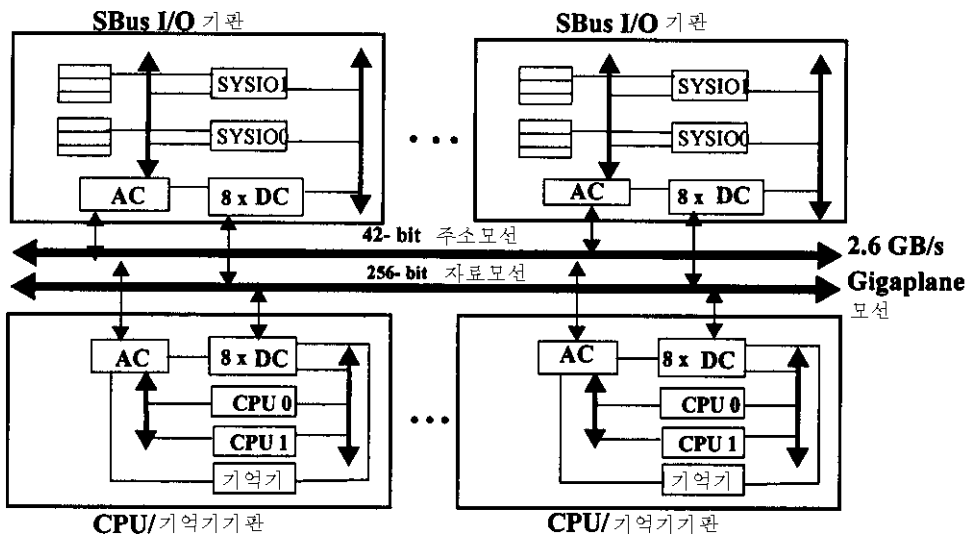 SBus I/O 기판
SYSIO1
SYSIO0
AC
8 x DC
SBus I/O 기판
SYSIO1
SYSIO0
AC
8 x DC
• • •
42- bit 주소모선
2.6 GB/s
256- bit 자료모선
Gigaplane
모선
AC
8 x DC
CPU 0
CPU 1
기억기
CPU/기억기기판
•••
AC
8 x DC
CPU 0
CPU 1
기억기
CPU/ 기억기기판